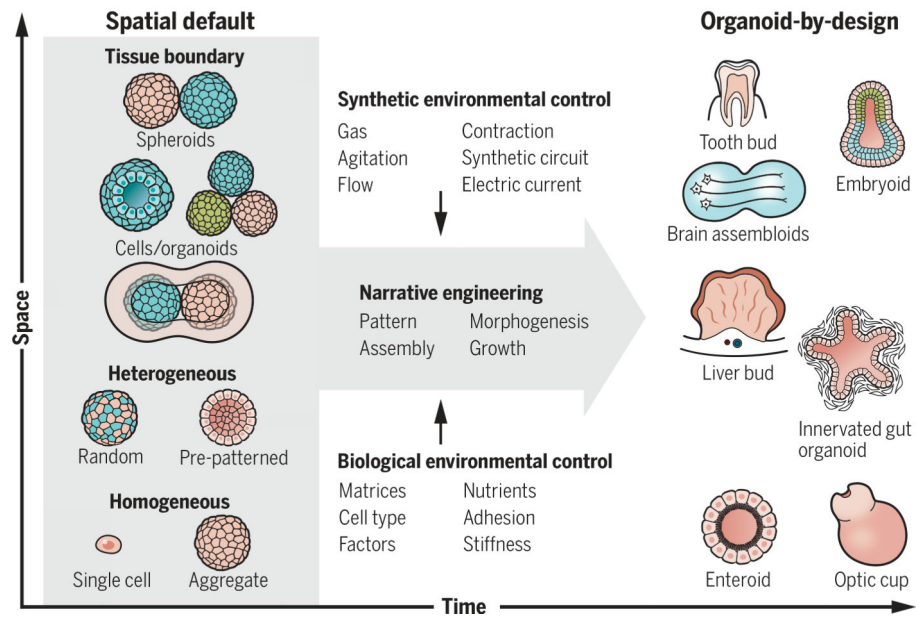 Spatial default
Tissue boundary
Spheroids
Cells/organoids
Heterogeneous
Random
Pre-patterned
Homogeneous
Single cell
Aggregate
Synthetic environmental control
Gas
Contraction
Agitation
Synthetic circuit
Flow
Electric current
Narrative engineering
Pattern
Morphogenesis
Assembly
Growth
Biological environmental control
Matrices
Nutrients
Cell type
Adhesion
Factors
Stiffness
Organoid-by-design
Tooth bud
Embryoid
Brain assembloids
Liver bud
Innervated gut
organoid
Enteroid
Optic cup
Space
Time